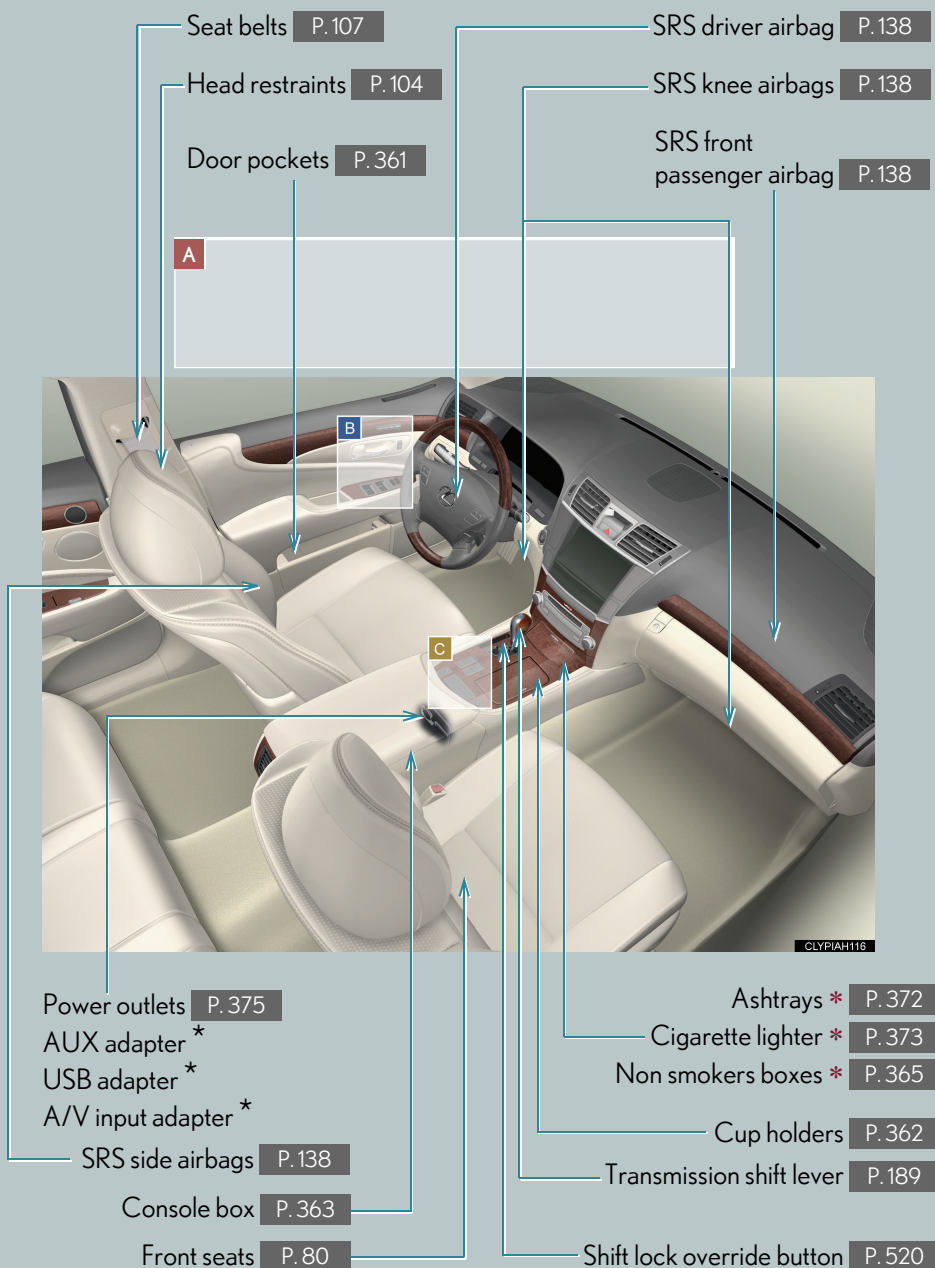 Seat belts P. 107
Head restraints P. 104
Door pockets P. 361
SRS driver airbag P. 138
SRS knee airbags P. 138
SRS front
passenger airbag P. 138
A
B
C
CLYPIAH116
Power outlets P. 375
AUX adapter *
USB adapter *
A/V input adapter *
SRS side airbags P. 138
Console box P. 363
Front seats P. 80
Ashtrays * P. 372
Cigarette lighter * P. 373
Non smokers boxes * P. 365
Cup holders P. 362
Transmission shift lever P. 189
Shift lock override button P. 520